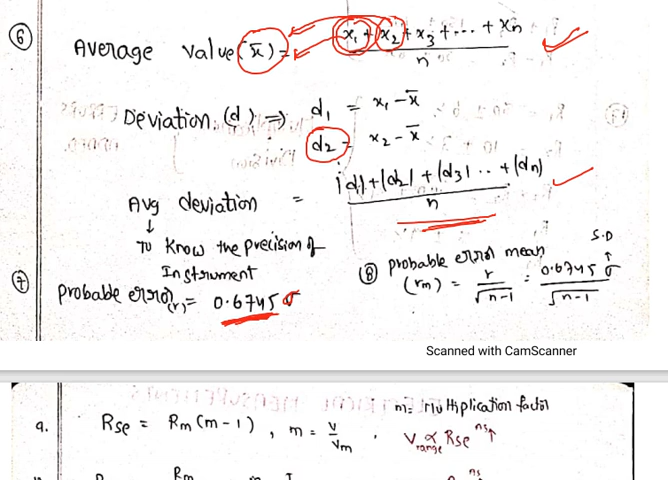 ⑥ Average value (x̄) = x₁ + x₂ + x₃ + ... + xn / n
Deviation (d) ⇒ d₁ = x₁ - x̄
d₂ = x₂ - x̄
Avg deviation = |d₁| + |d₂| + |d₃| .. + |dn| / n
↓
To know the precision of
Instrument
⑦ probable error (r) = 0.6745 σ
⑧ probable error mean (rm) = r / √n-1 = 0.6745 σ / √n-1
S.D
↑
Scanned with CamScanner
m = Multiplication factor
9. Rse = Rm (m - 1) , m = V / Vm . V range ∝ Rse ns↑
Rm
ns